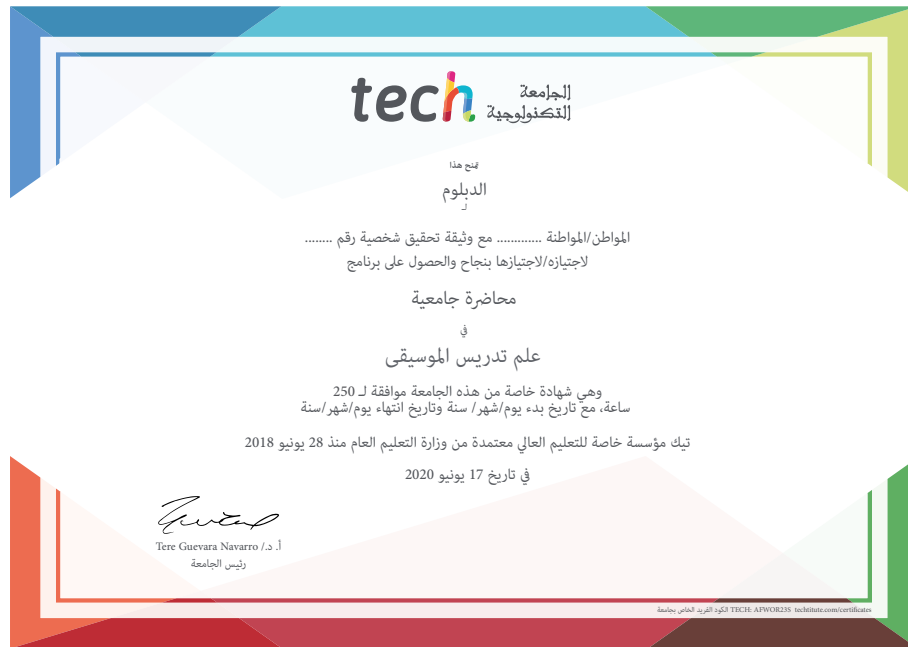 tech الجامعة
التكنولوجية
تمنح هذا
الدبلوم
لـ
المواطن/المواطنة ............. مع وثيقة تحقيق شخصية رقم ........
لاجتيازه/لاجتيازها بنجاح والحصول على برنامج
محاضرة جامعية
في
علم تدريس الموسيقى
وهي شهادة خاصة من هذه الجامعة موافقة لـ 250
ساعة، مع تاريخ بدء يوم/شهر/ سنة وتاريخ انتهاء يوم/شهر/سنة
تيك مؤسسة خاصة للتعليم العالي معتمدة من وزارة التعليم العام منذ 28 يونيو 2018
في تاريخ 17 يونيو 2020
أ. د./ Tere Guevara Navarro
رئيس الجامعة
الكود الفريد الخاص بجامعة TECH: AFWOR23S techtitute.com/certificates